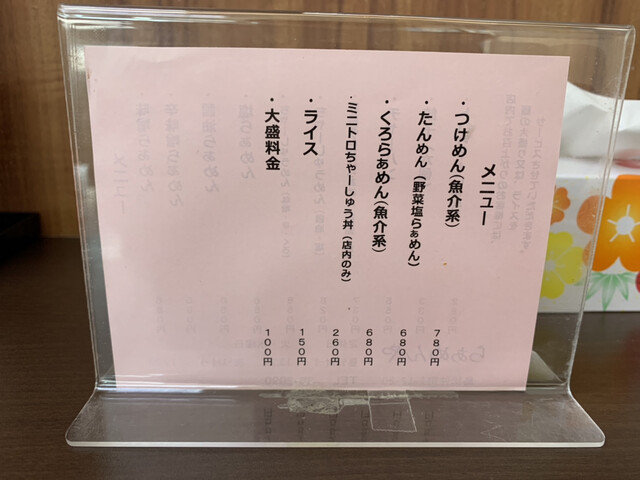 メニュー
・つけめん(魚介系) 780円
・たんめん(野菜塩らぁめん) 680円
・くろらぁめん(魚介系) 680円
・ミニトロちゃーしゅう丼(店内のみ) 260円
・ライス 150円
・大盛料金 100円